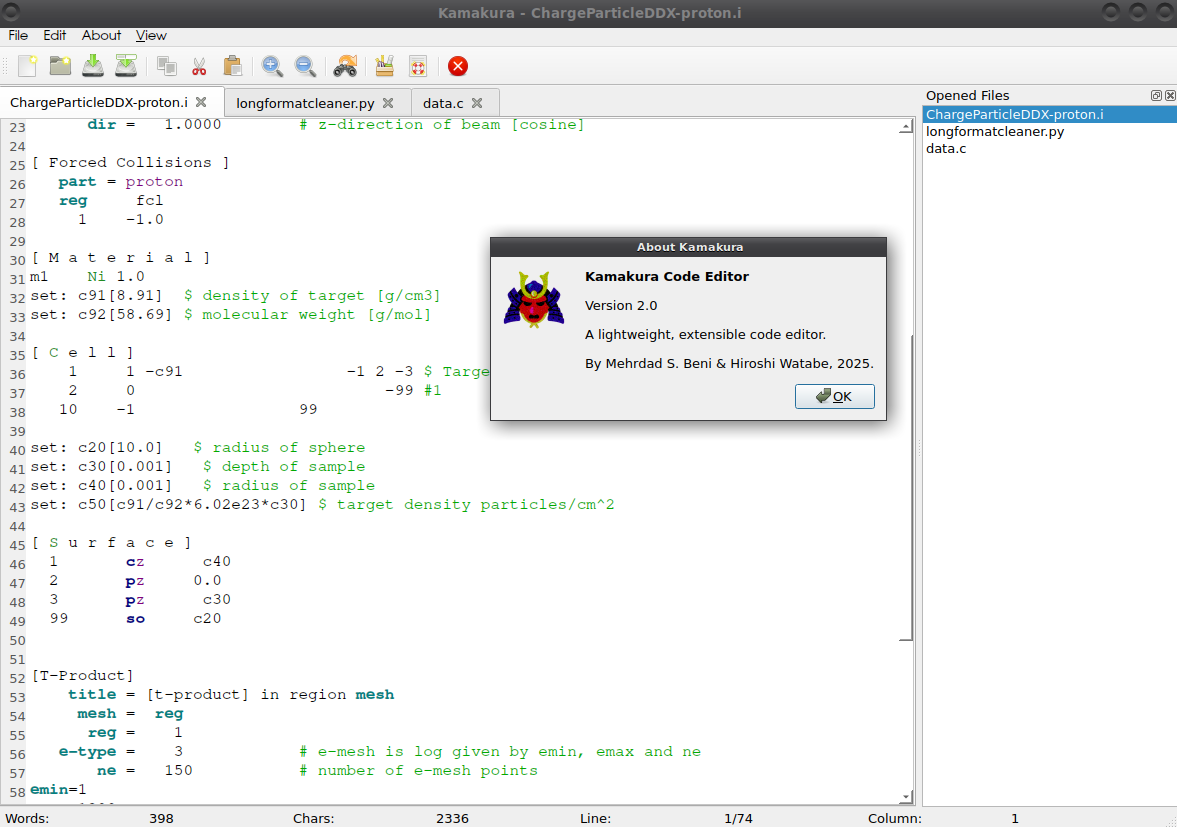 Kamakura - ChargeParticleDDX-proton.i
File Edit About View
ChargeParticleDDX-proton.i longformatcleaner.py data.c
23 dir = 1.0000 # z-direction of beam [cosine]
24
25 [ Forced Collisions ]
26 part = proton
27 reg fcl
28 1 -1.0
29
30 [ M a t e r i a l ]
31 m1 Ni 1.0
32 set: c91[8.91] $ density of target [g/cm3]
33 set: c92[58.69] $ molecular weight [g/mol]
34
35 [ C e l l ]
36 1 1 -c91 -1 2 -3 $ Targe
37 2 0 -99 #1
38 10 -1 99
39
40 set: c20[10.0] $ radius of sphere
41 set: c30[0.001] $ depth of sample
42 set: c40[0.001] $ radius of sample
43 set: c50[c91/c92*6.02e23*c30] $ target density particles/cm^2
44
45 [ S u r f a c e ]
46 1 cz c40
47 2 pz 0.0
48 3 pz c30
49 99 so c20
50
51
52 [T-Product]
53 title = [t-product] in region mesh
54 mesh = reg
55 reg = 1
56 e-type = 3 # e-mesh is log given by emin, emax and ne
57 ne = 150 # number of e-mesh points
58 emin=1
About Kamakura
Kamakura Code Editor
Version 2.0
A lightweight, extensible code editor.
By Mehrdad S. Beni & Hiroshi Watabe, 2025.
OK
Opened Files
ChargeParticleDDX-proton.i
longformatcleaner.py
data.c
Words: 398 Chars: 2336 Line: 1/74 Column: 1